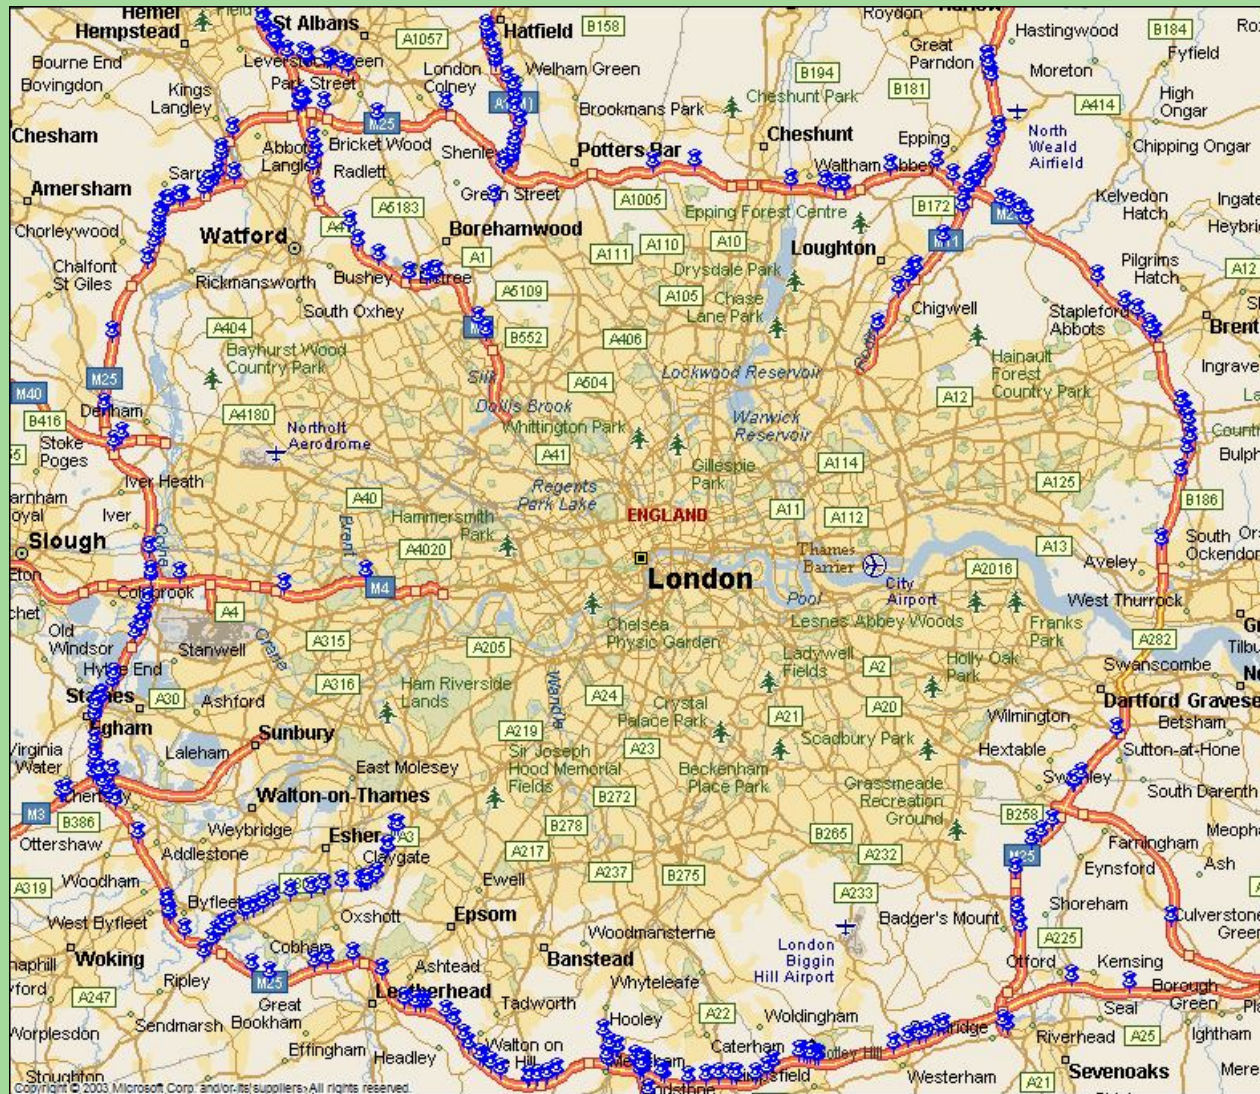 Hemel
Hempstead
St Albans
Hatfield
B158
Roydon
Hastingwood
B184
Fyfield
A1057
Great
Parndon
Bourne End
Welham Green
Moreton
Bovingdon
Kings
Langley
Park Street
London
Colney
B194
B181
High
Ongar
Cheshunt Park
A414
Brookmans Park
Chesham
M25
Bricket Wood
Cheshunt
Epping
North
Weald
Airfield
Chipping Ongar
Radlett
Potters Bar
Amersham
Green Street
A1005
Epping Forest Centre
B172
Kelvedon
Hatch
A5183
Chorleywood
Watford
Borehamwood
A1
A111
A110
A10
Loughton
Chalfont
St Giles
Rickmansworth
Bushey
Drysdale Park
Pilgrims
Hatch
A12
A5109
A105
Chase
Lane Park
Chigwell
South Oxhey
A404
B552
A406
Stapleford
Abbots
Bayhurst Wood
Country Park
Hainault
Forest
Country Park
M25
M40
Silk
A504
Lockwood Reservoir
A12
B416
Denham
A4180
Dollis Brook
Warwick
Reservoir
Northolt
Aerodrome
Whittington Park
Stoke
Poges
A41
Gillespie
Park
A114
Iver Heath
A40
Regents
Park Lake
A125
B186
Iver
Hammersmith
Park
ENGLAND
A11
A112
Brent
Colne
Slough
A4020
Thames
Barrier
A13
South
Ockendon
Aveley
London
City
Airport
A2016
Colnbrook
M4
Pool
West Thurrock
A4
Old
Windsor
Stanwell
Crane
A315
A205
Chelsea
Physic Garden
Lesnes Abbey Woods
Franks
Park
A282
Hythe End
Ladywell
Fields
A2
Holly Oak
Park
Swanscombe
Staines
A30
Ashford
A316
Ham Riverside
Lands
Wandle
A24
Crystal
Palace Park
A20
Dartford
Egham
Sunbury
A219
A21
Wilmington
Betsham
Laleham
Sir Joseph
Hood Memorial
Fields
A23
Scadbury Park
Hextable
Sutton-at-Hone
Virginia
Water
East Molesey
Beckenham
Place Park
Swanley
Grassmeade
Recreation
Ground
South Darenth
M3
Walton-on-Thames
B272
B258
B386
Weybridge
Esher
A3
B278
B265
Farningham
Ottershaw
Addlestone
Claygate
A217
A232
M25
Eynsford
Ash
A319
Woodham
Ewell
A237
B275
A233
Byfleet
Shoreham
West Byfleet
Oxshott
Epsom
Badger's Mount
Woodmansterne
A225
Woking
Cobham
Banstead
London
Biggin
Hill Airport
Otford
Kemsing
Ripley
M25
Ashtead
Whyteleafe
Borough
Green
A247
Great
Bookham
Leatherhead
Tadworth
Seal
Sendmarsh
Hooley
A22
Woldingham
Riverhead
A25
Ightham
Effingham
Headley
Walton on
Caterham
Westerham
A21
Sevenoaks
Copyright © 2003 Microsoft Corp. and/or its suppliers. All rights reserved.